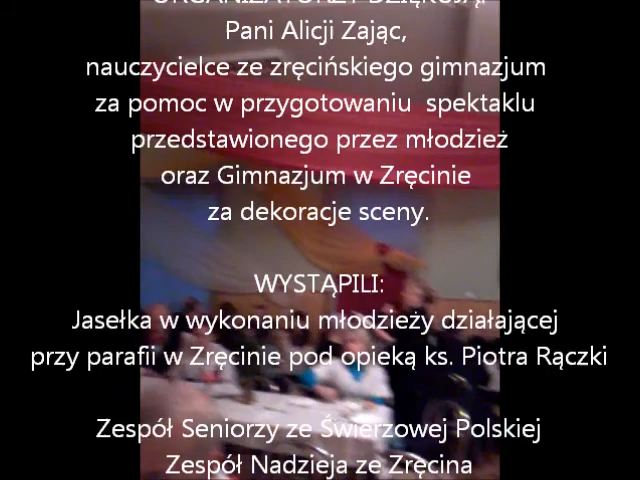 ORGANIZATORZY DZIĘKUJĄ:
Pani Alicji Zając,
nauczycielce ze zręcińskiego gimnazjum
za pomoc w przygotowaniu spektaklu
przedstawionego przez młodzież
oraz Gimnazjum w Zręcinie
za dekoracje sceny.
WYSTĄPILI:
Jasełka w wykonaniu młodzieży działającej
przy parafii w Zręcinie pod opieką ks. Piotra Rączki
Zespół Seniorzy ze Świerzowej Polskiej
Zespół Nadzieja ze Zręcina